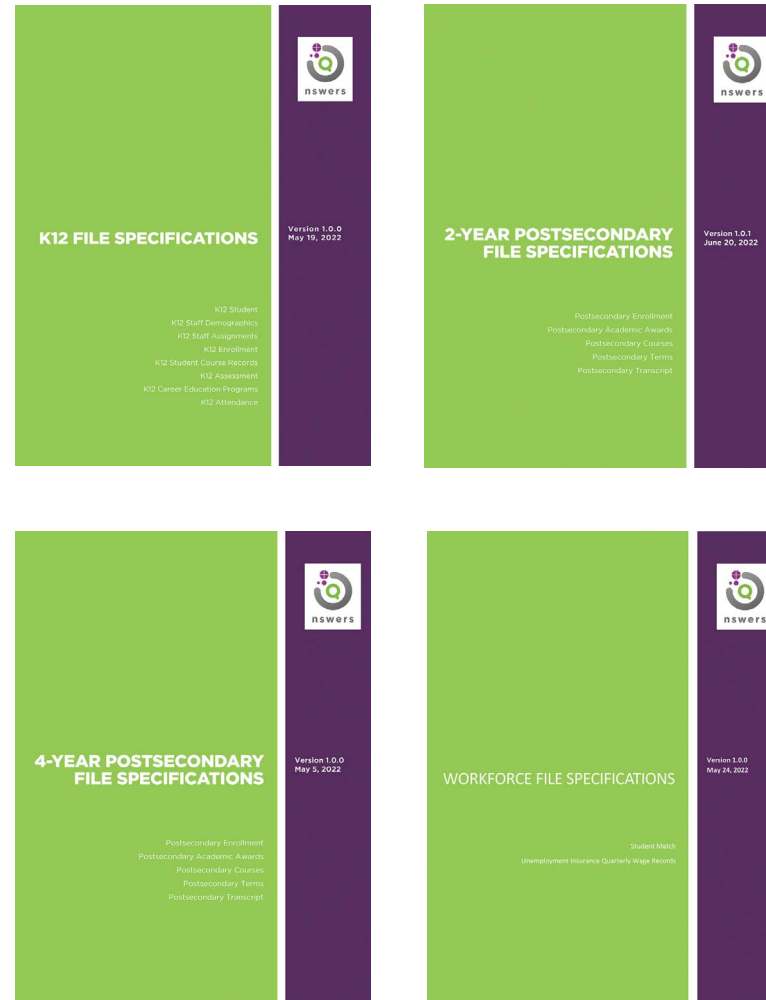 nswers
K12 FILE SPECIFICATIONS
Version 1.0.0
May 19, 2022
K12 Student
K12 Staff Demographics
K12 Staff Assignments
K12 Enrollment
K12 Student Course Records
K12 Assessment
K12 Career Education Programs
K12 Attendance
nswers
2-YEAR POSTSECONDARY
FILE SPECIFICATIONS
Version 1.0.1
June 20, 2022
Postsecondary Enrollment
Postsecondary Academic Awards
Postsecondary Courses
Postsecondary Terms
Postsecondary Transcript
nswers
4-YEAR POSTSECONDARY
FILE SPECIFICATIONS
Version 1.0.0
May 5, 2022
Postsecondary Enrollment
Postsecondary Academic Awards
Postsecondary Courses
Postsecondary Terms
Postsecondary Transcript
nswers
WORKFORCE FILE SPECIFICATIONS
Version 1.0.0
May 24, 2022
Student Match
Unemployment Insurance Quarterly Wage Records